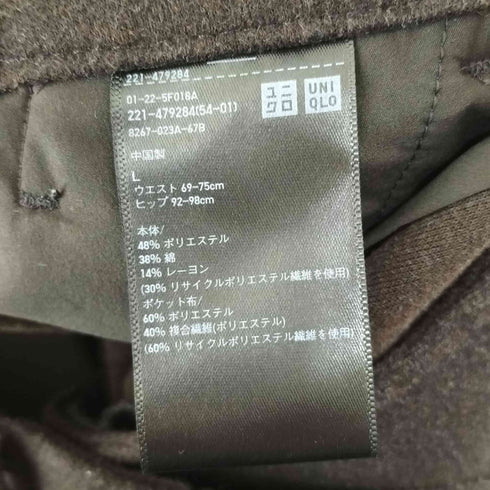 221-479284
01-22-5F018A
221-479284(54-01)
8267-023A-67B
ユニ
クロ
UNI
QLO
中国製
L
ウエスト 69-75cm
ヒップ 92-98cm
本体/
48% ポリエステル
38% 綿
14% レーヨン
(30% リサイクルポリエステル繊維を使用)
ポケット布/
60% ポリエステル
40% 複合繊維(ポリエステル)
(60% リサイクルポリエステル繊維を使用)